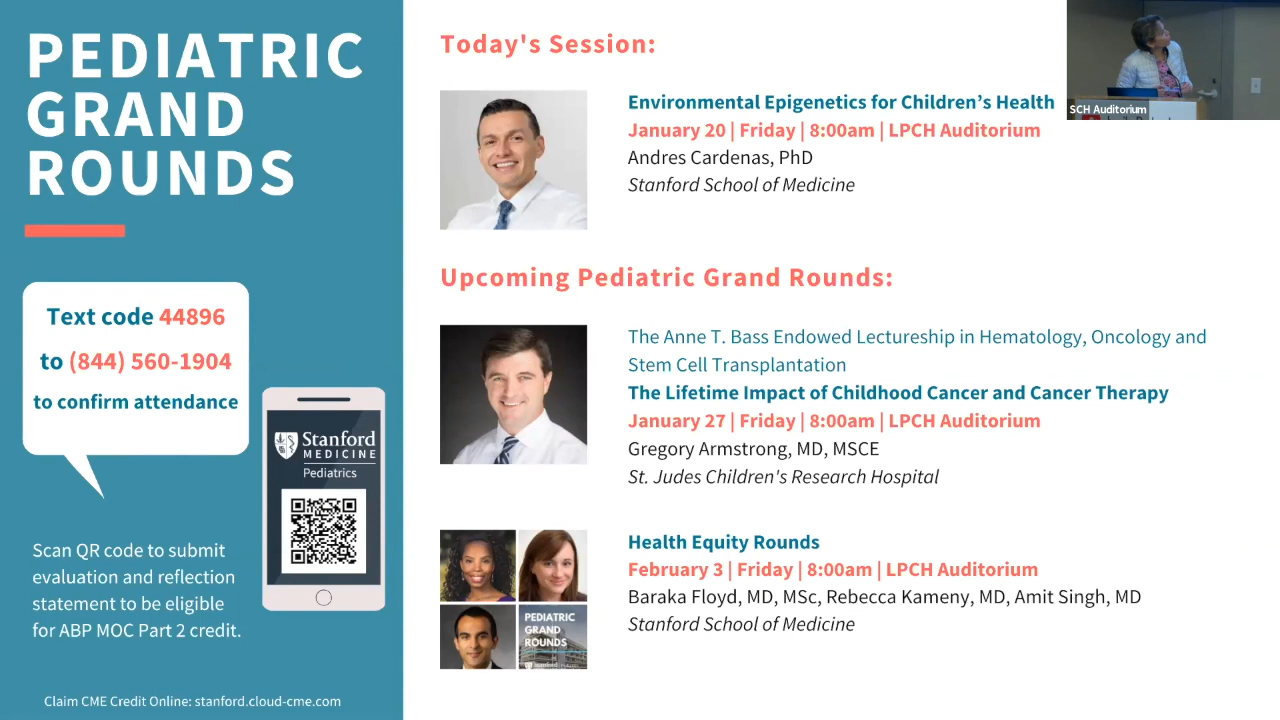 PEDIATRIC
GRAND
ROUNDS
Text code 44896
to (844) 560-1904
to confirm attendance
Stanford
MEDICINE
Pediatrics
Scan QR code to submit
evaluation and reflection
statement to be eligible
for ABP MOC Part 2 credit.
Claim CME Credit Online: stanford.cloud-cme.com
Today's Session:
Environmental Epigenetics for Children’s Health
January 20 | Friday | 8:00am | LPCH Auditorium
Andres Cardenas, PhD
Stanford School of Medicine
SCH Auditorium
Upcoming Pediatric Grand Rounds:
The Anne T. Bass Endowed Lectureship in Hematology, Oncology and
Stem Cell Transplantation
The Lifetime Impact of Childhood Cancer and Cancer Therapy
January 27 | Friday | 8:00am | LPCH Auditorium
Gregory Armstrong, MD, MSCE
St. Judes Children's Research Hospital
PEDIATRIC
GRAND
ROUNDS
Health Equity Rounds
February 3 | Friday | 8:00am | LPCH Auditorium
Baraka Floyd, MD, MSc, Rebecca Kameny, MD, Amit Singh, MD
Stanford School of Medicine